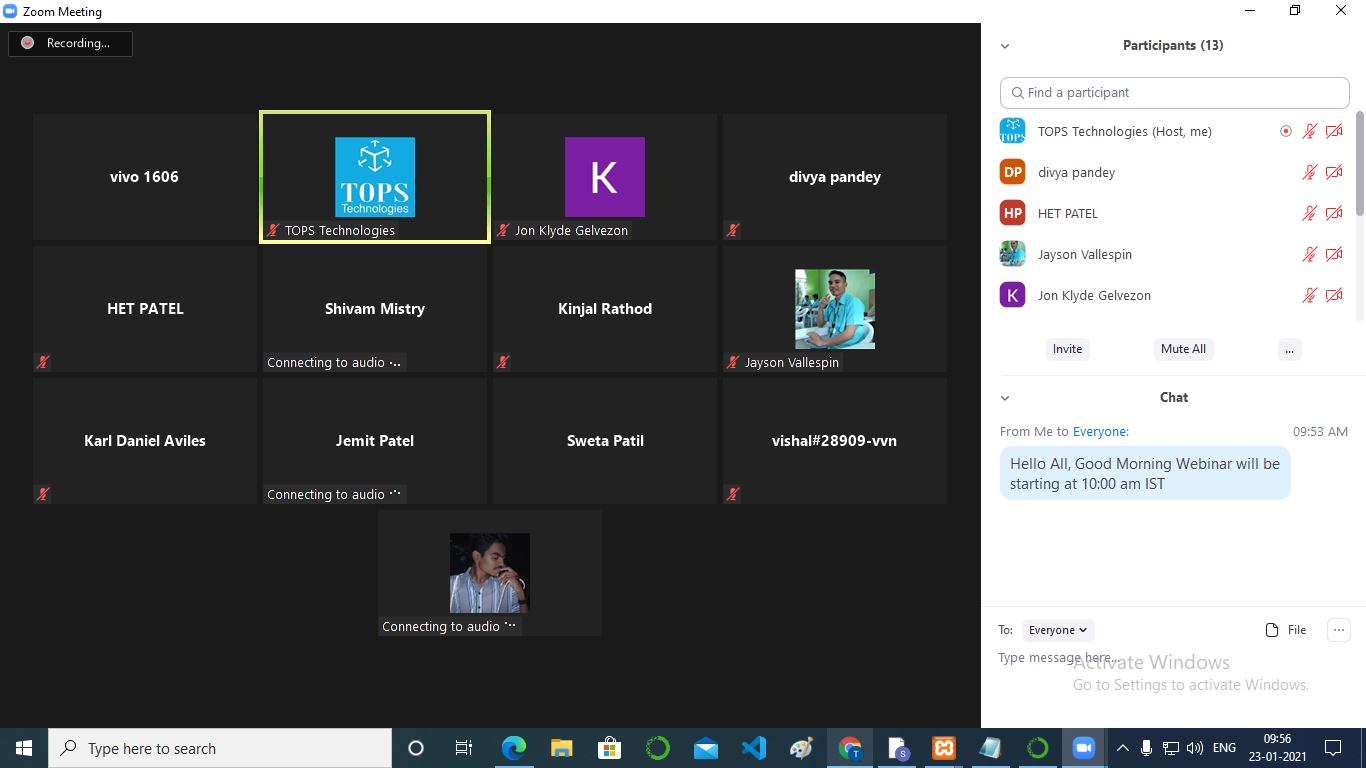 Zoom Meeting
Recording...
vivo 1606
TOPS
Technologies
TOPS Technologies
K
Jon Klyde Gelvezon
divya pandey
HET PATEL
Shivam Mistry
Connecting to audio
Kinjal Rathod
Jayson Vallespin
Karl Daniel Aviles
Jemit Patel
Connecting to audio
Sweta Patil
vishal#28909-vvn
Connecting to audio
Participants (13)
Find a participant
TOPS
TOPS Technologies (Host, me)
DP
divya pandey
HP
HET PATEL
Jayson Vallespin
K
Jon Klyde Gelvezon
Invite
Mute All
...
Chat
From Me to Everyone:
09:53 AM
Hello All, Good Morning Webinar will be
starting at 10:00 am IST
To:
Everyone
File
Type message here...
Activate Windows
Go to Settings to activate Windows.
Type here to search
T
S
ENG
09:56
23-01-2021